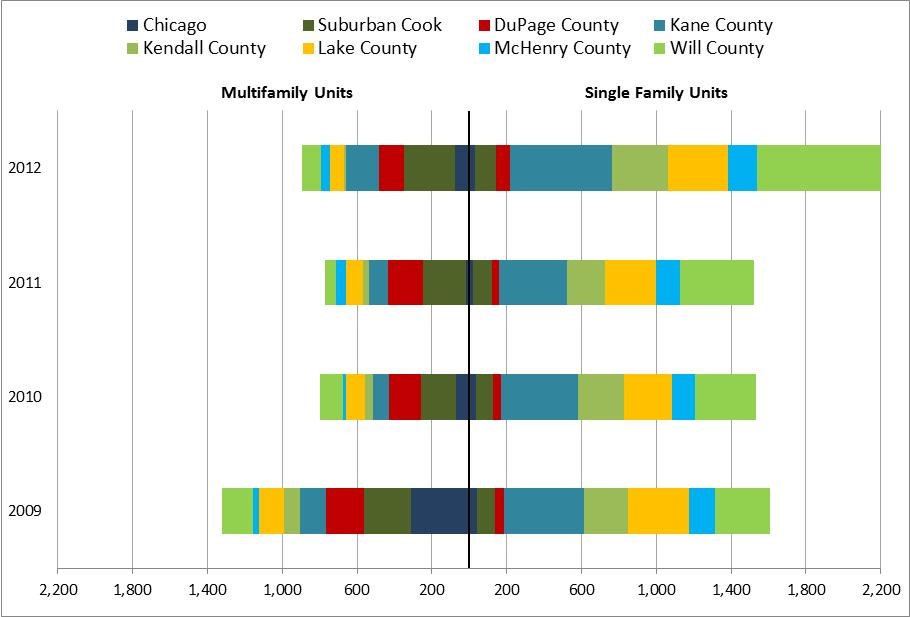 Chicago Suburban Cook DuPage County Kane County
Kendall County Lake County McHenry County Will County
Multifamily Units Single Family Units
2012
2011
2010
2009
2,200 1,800 1,400 1,000 600 200 200 600 1,000 1,400 1,800 2,200